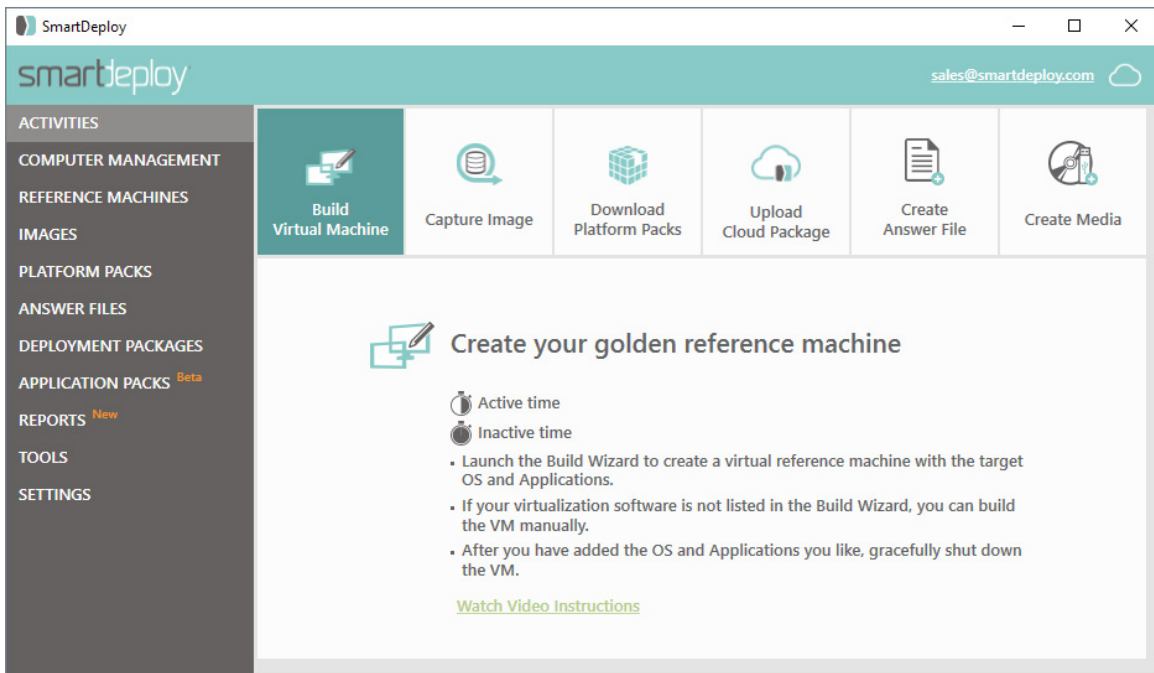 SmartDeploy
smartdeploy
sales@smartdeploy.com
ACTIVITIES
COMPUTER MANAGEMENT
REFERENCE MACHINES
IMAGES
PLATFORM PACKS
ANSWER FILES
DEPLOYMENT PACKAGES
APPLICATION PACKS Beta
REPORTS New
TOOLS
SETTINGS
Build
Virtual Machine
Capture Image
Download
Platform Packs
Upload
Cloud Package
Create
Answer File
Create Media
Create your golden reference machine
Active time
Inactive time
▪ Launch the Build Wizard to create a virtual reference machine with the target
OS and Applications.
▪ If your virtualization software is not listed in the Build Wizard, you can build
the VM manually.
▪ After you have added the OS and Applications you like, gracefully shut down
the VM.
Watch Video Instructions